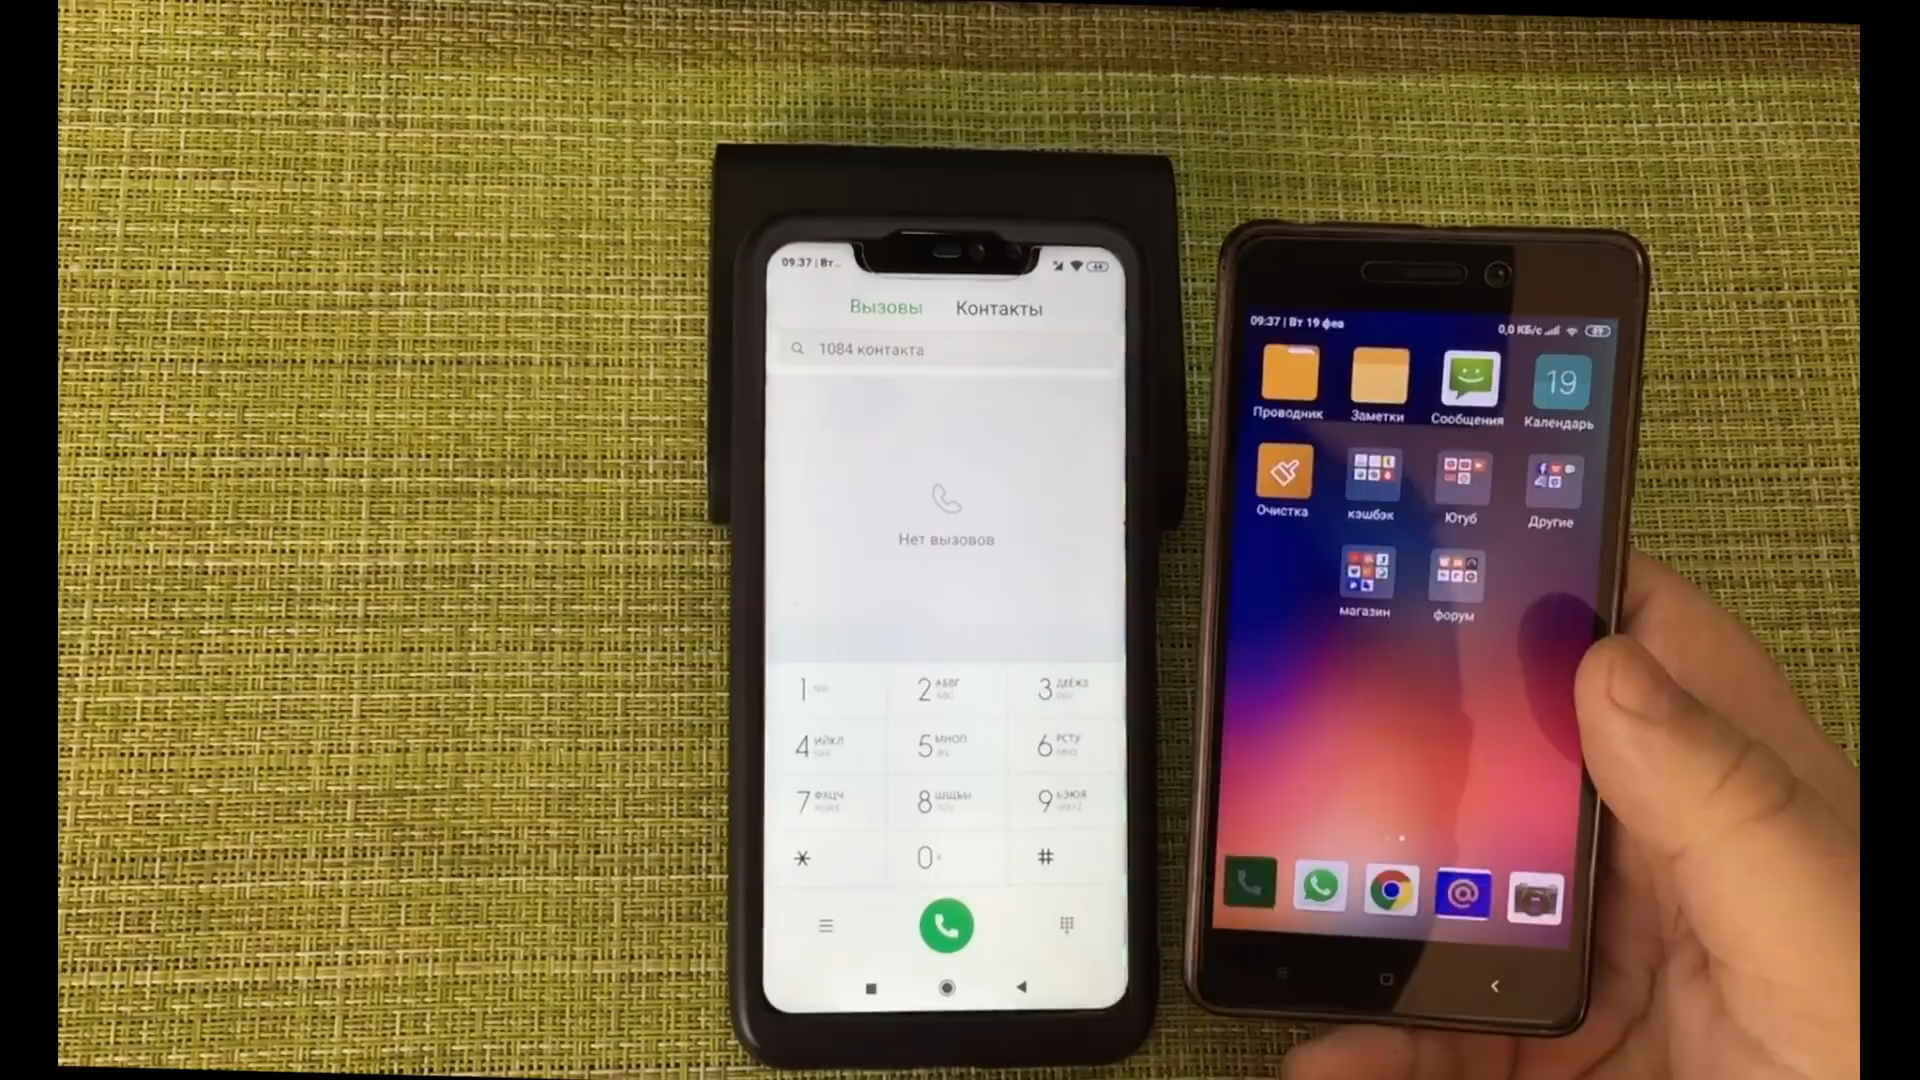 09:37 | Вт...
44
Вызовы Контакты
1084 контакта
Нет вызовов
1
2 АБВГ
ABC
3 ДЕЁЖЗ
DEF
4 ИЙКЛ
GHI
5 МНОП
JKL
6 РСТУ
MNO
7 ФХЦЧ
PQRS
8 ШЩЪЫ
TUV
9 ЬЭЮЯ
WXYZ
*
0 +
#
09:37 | Вт 19 фев
0,0 КБ/с
19
Проводник Заметки Сообщения Календарь
Очистка кэшбэк Ютуб Другие
магазин форум
@